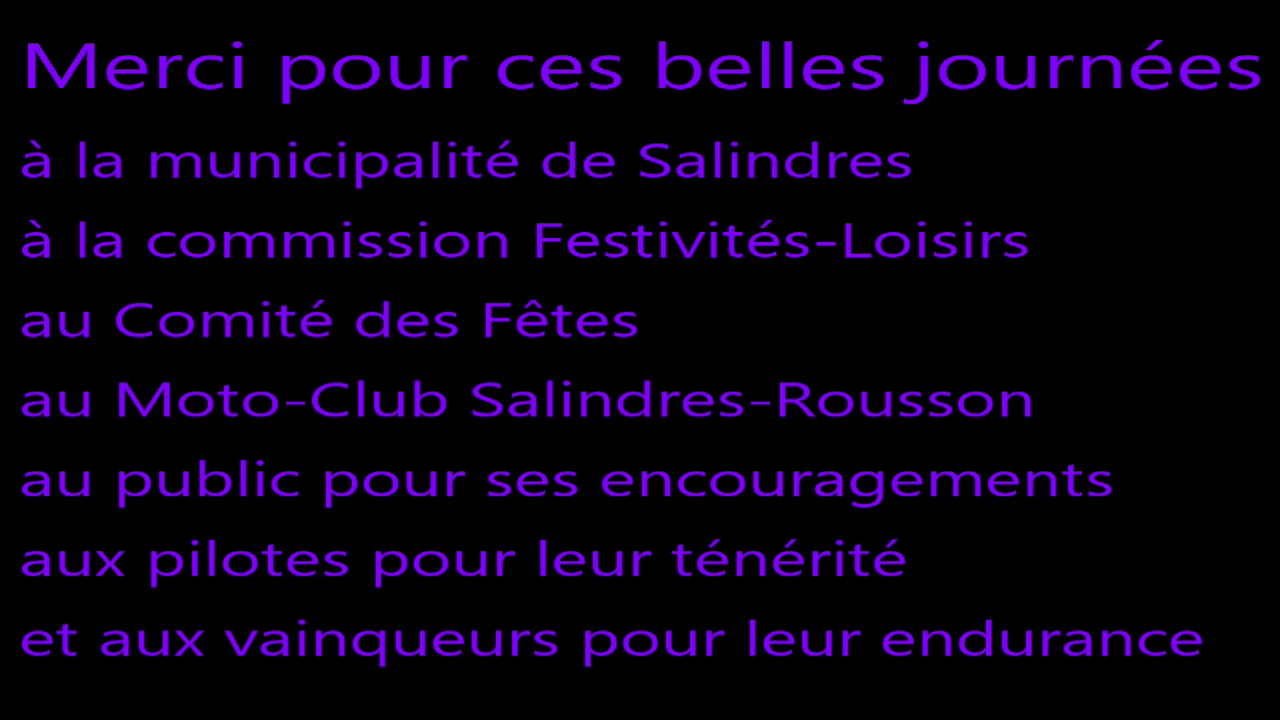 Merci pour ces belles journées
à la municipalité de Salindres
à la commission Festivités-Loisirs
au Comité des Fêtes
au Moto-Club Salindres-Rousson
au public pour ses encouragements
aux pilotes pour leur ténérité
et aux vainqueurs pour leur endurance